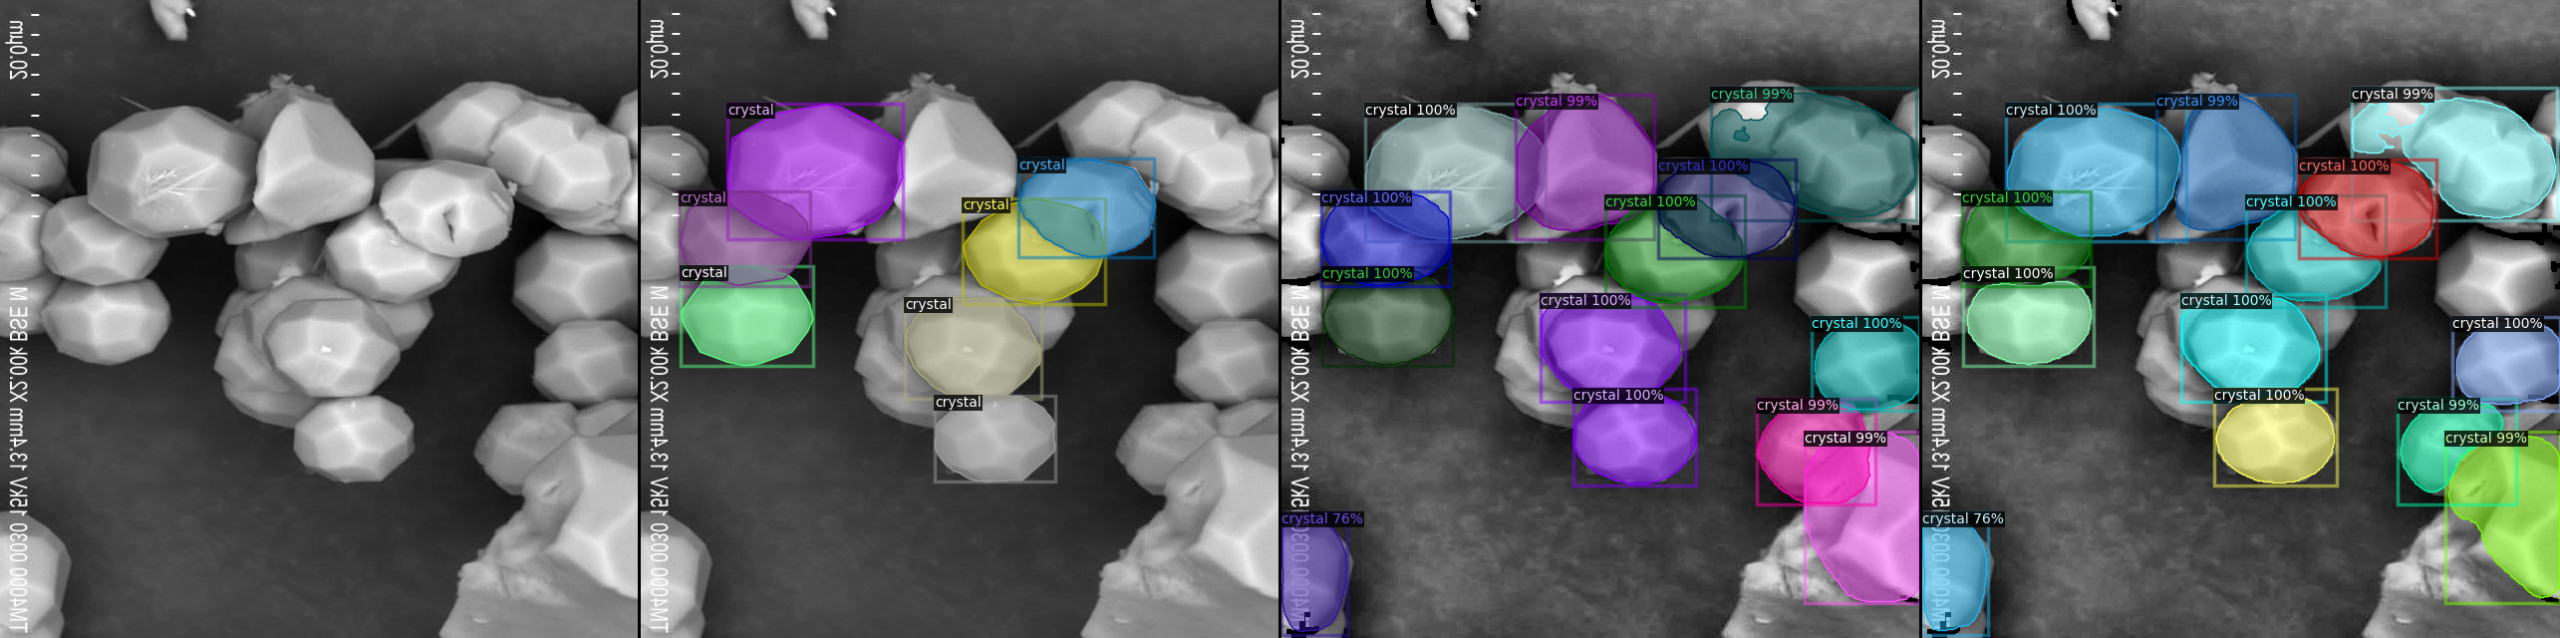 20.0µm
TM4000 0030 15kV 13.4mm X2.00k BSE M
20.0µm
TM4000 0030 15kV 13.4mm X2.00k BSE M
crystal
crystal
crystal
crystal
crystal
crystal
crystal
20.0µm
M4000 0030 15kV 13.4mm X2.00k BSE M
crystal 99%
crystal 99%
crystal 100%
crystal 100%
crystal 100%
crystal 100%
crystal 100%
crystal 100%
crystal 100%
crystal 100%
crystal 99%
crystal 99%
crystal 76%
20.0µm
M4000 0030 15kV 13.4mm X2.00k BSE M
crystal 99%
crystal 99%
crystal 100%
crystal 100%
crystal 100%
crystal 100%
crystal 100%
crystal 100%
crystal 100%
crystal 100%
crystal 99%
crystal 99%
crystal 76%